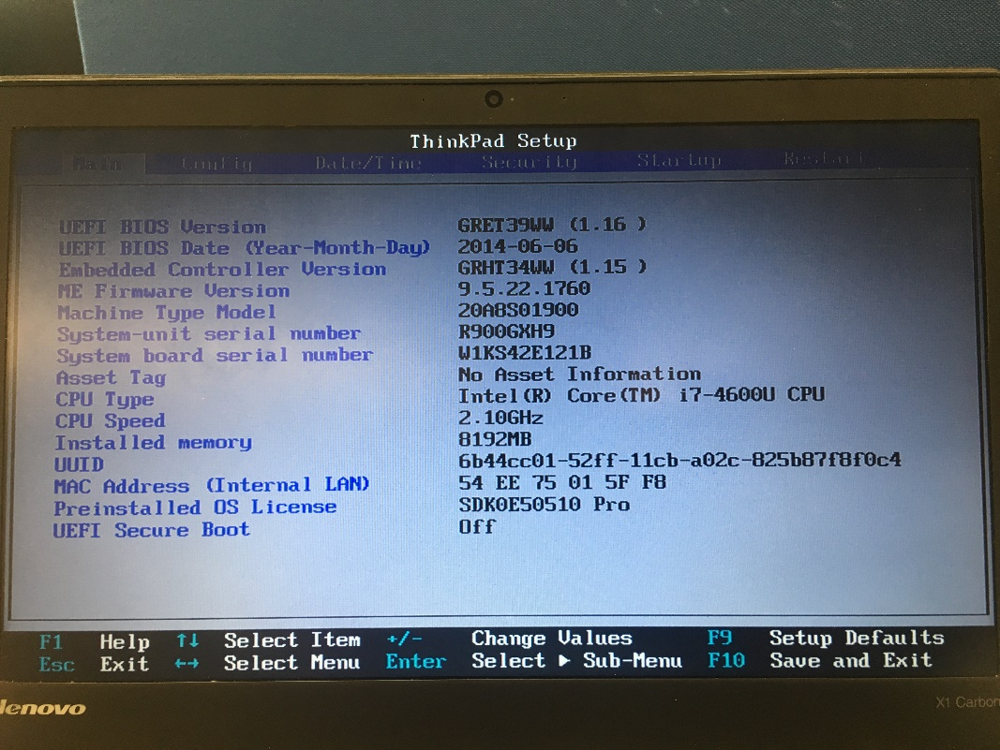 ThinkPad Setup
Main Config Date/Time Security Startup Restart
UEFI BIOS Version GRET39WW (1.16 )
UEFI BIOS Date (Year-Month-Day) 2014-06-06
Embedded Controller Version GRHT34WW (1.15 )
ME Firmware Version 9.5.22.1760
Machine Type Model 20A8S01900
System-unit serial number R900GXH9
System board serial number W1KS42E121B
Asset Tag No Asset Information
CPU Type Intel(R) Core(TM) i7-4600U CPU
CPU Speed 2.10GHz
Installed memory 8192MB
UUID 6b44cc01-52ff-11cb-a02c-825b87f8f0c4
MAC Address (Internal LAN) 54 EE 75 01 5F F8
Preinstalled OS License SDK0E50510 Pro
UEFI Secure Boot Off
F1 Help ↑↓ Select Item +/- Change Values F9 Setup Defaults
Esc Exit ←→ Select Menu Enter Select ▶ Sub-Menu F10 Save and Exit
lenovo X1 Carbon